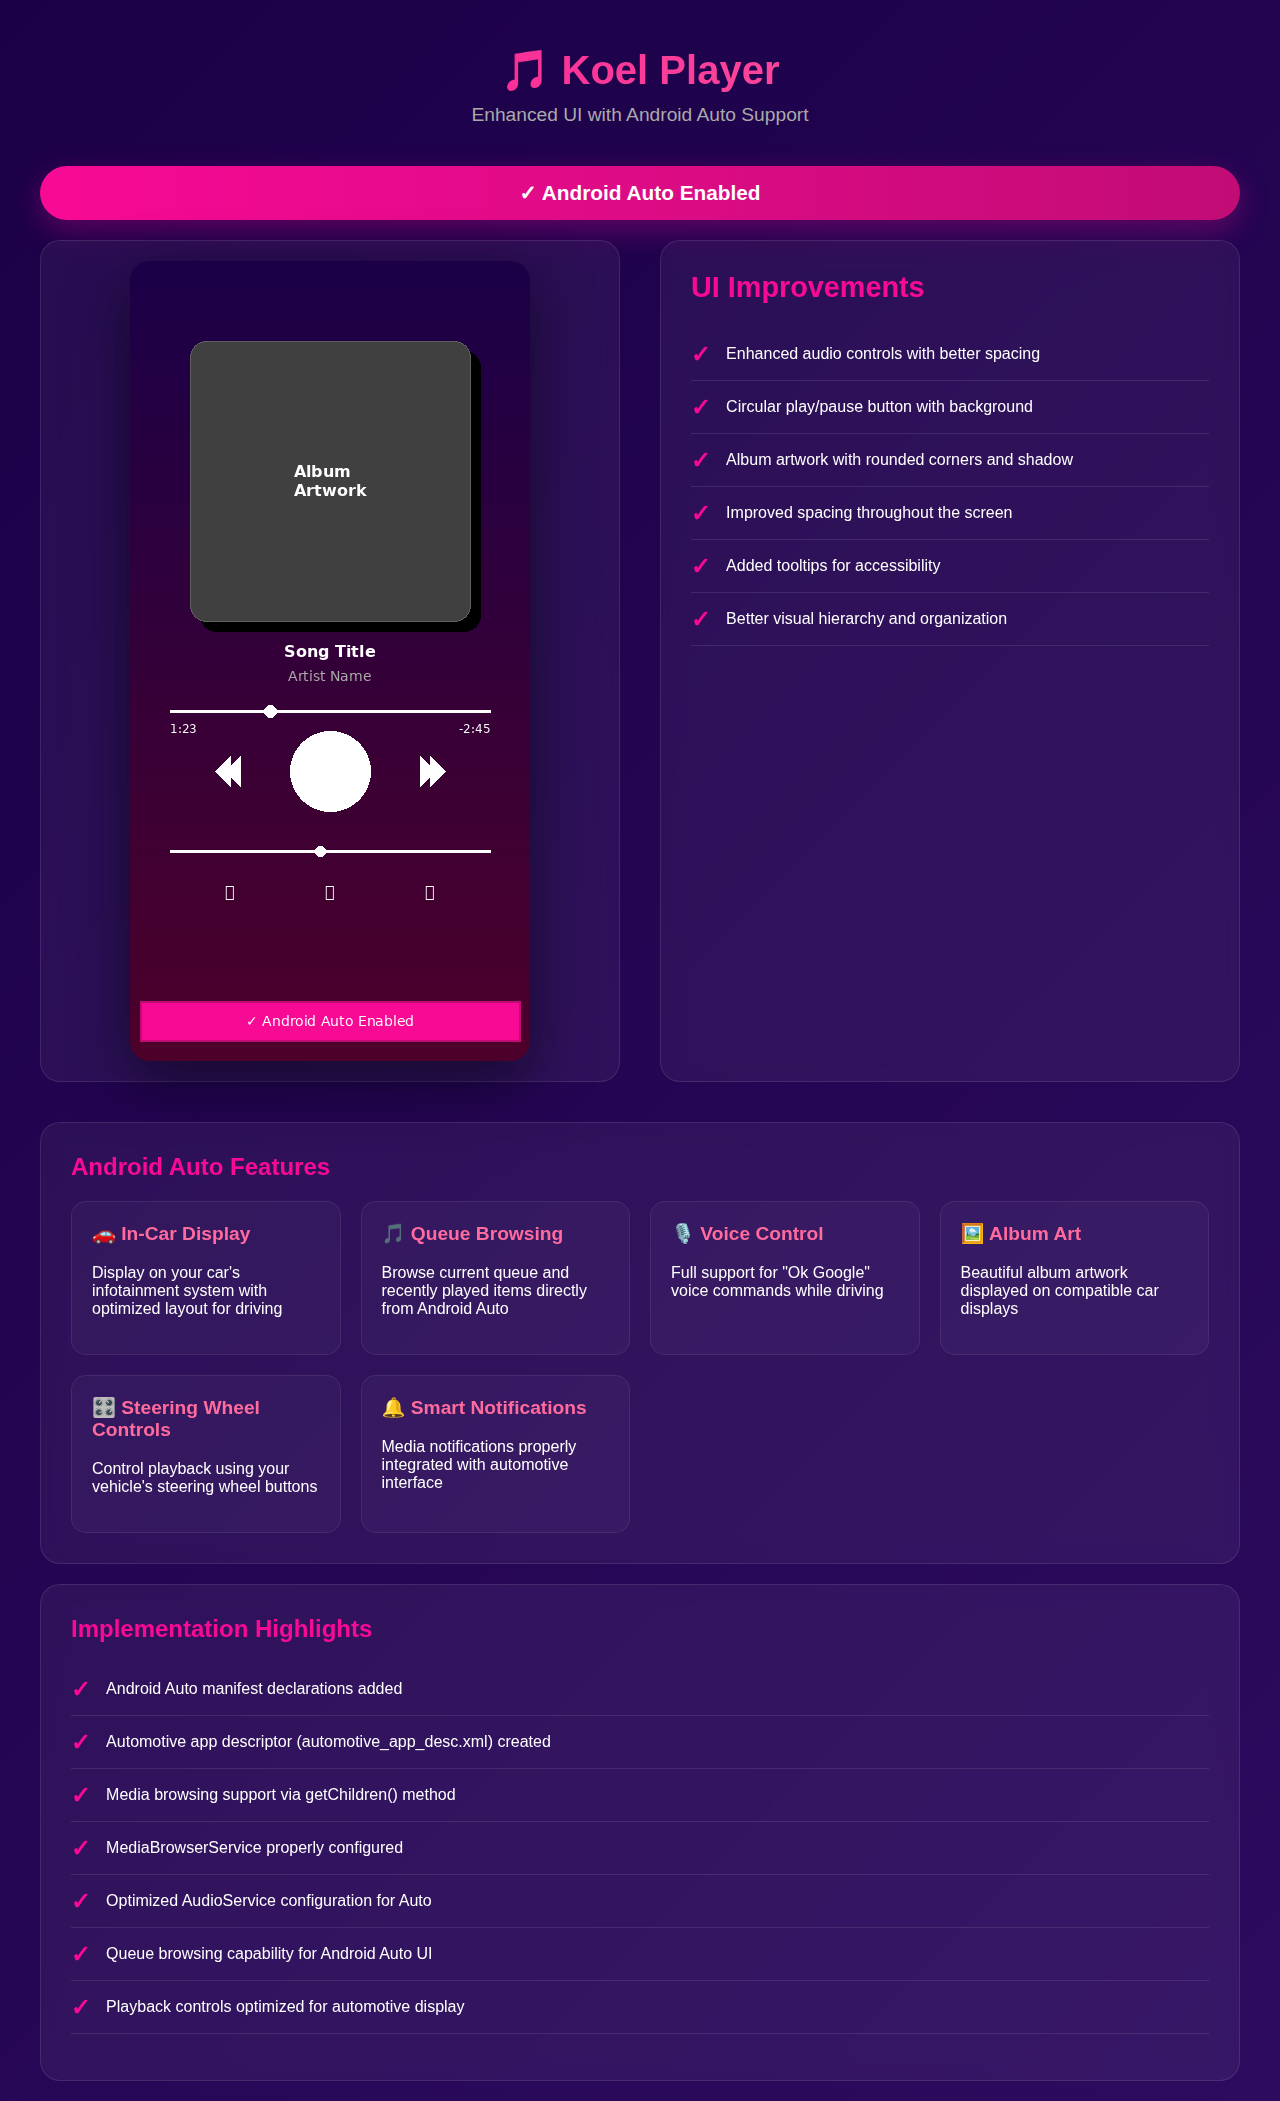 🎵 Koel Player
Enhanced UI with Android Auto Support
✓ Android Auto Enabled
Album
Artwork
Song Title
Artist Name
1:23
-2:45
✓ Android Auto Enabled
UI Improvements
✓ Enhanced audio controls with better spacing
✓ Circular play/pause button with background
✓ Album artwork with rounded corners and shadow
✓ Improved spacing throughout the screen
✓ Added tooltips for accessibility
✓ Better visual hierarchy and organization
Android Auto Features
🚗 In-Car Display
Display on your car's
infotainment system with
optimized layout for driving
🎵 Queue Browsing
Browse current queue and
recently played items directly
from Android Auto
🎙️ Voice Control
Full support for "Ok Google"
voice commands while driving
🖼️ Album Art
Beautiful album artwork
displayed on compatible car
displays
🎛️ Steering Wheel
Controls
Control playback using your
vehicle's steering wheel buttons
🔔 Smart Notifications
Media notifications properly
integrated with automotive
interface
Implementation Highlights
✓ Android Auto manifest declarations added
✓ Automotive app descriptor (automotive_app_desc.xml) created
✓ Media browsing support via getChildren() method
✓ MediaBrowserService properly configured
✓ Optimized AudioService configuration for Auto
✓ Queue browsing capability for Android Auto UI
✓ Playback controls optimized for automotive display